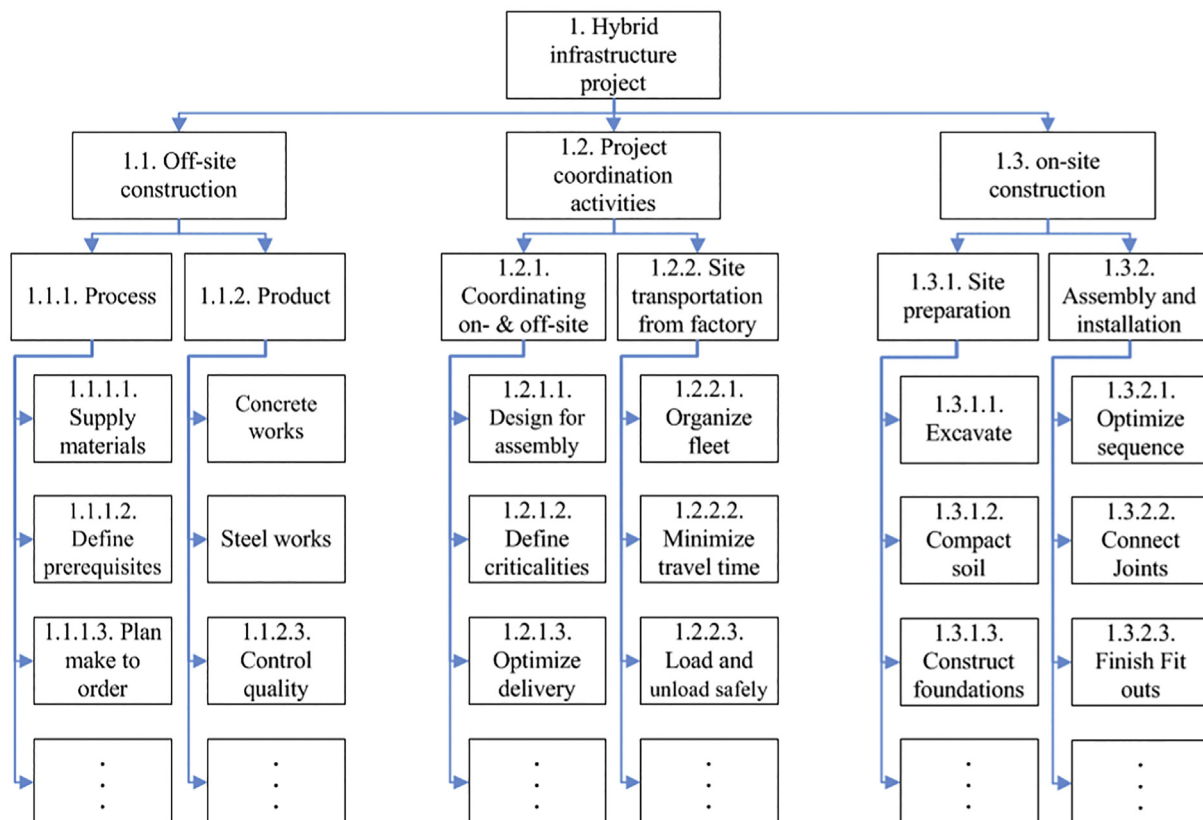 1. Hybrid
infrastructure
project
1.1. Off-site
construction
1.2. Project
coordination
activities
1.3. on-site
construction
1.1.1. Process
1.1.2. Product
1.2.1.
Coordinating
on- & off-site
1.2.2. Site
transportation
from factory
1.3.1. Site
preparation
1.3.2.
Assembly and
installation
1.1.1.1.
Supply
materials
Concrete
works
1.2.1.1.
Design for
assembly
1.2.2.1.
Organize
fleet
1.3.1.1.
Excavate
1.3.2.1.
Optimize
sequence
1.1.1.2.
Define
prerequisites
Steel works
1.2.1.2.
Define
criticalities
1.2.2.2.
Minimize
travel time
1.3.1.2.
Compact
soil
1.3.2.2.
Connect
Joints
1.1.1.3. Plan
make to
order
1.1.2.3.
Control
quality
1.2.1.3.
Optimize
delivery
1.2.2.3.
Load and
unload safely
1.3.1.3.
Construct
foundations
1.3.2.3.
Finish Fit
outs